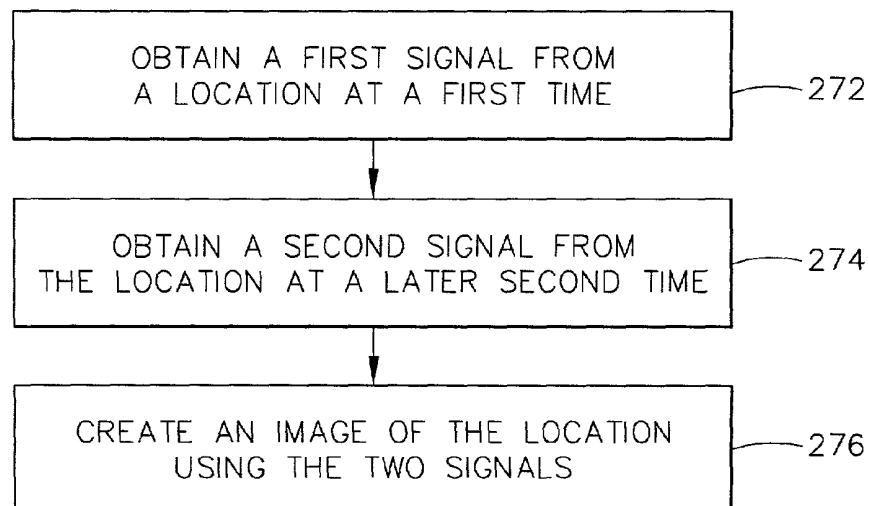 OBTAIN A FIRST SIGNAL FROM
A LOCATION AT A FIRST TIME
272
OBTAIN A SECOND SIGNAL FROM
THE LOCATION AT A LATER SECOND TIME
274
CREATE AN IMAGE OF THE LOCATION
USING THE TWO SIGNALS
276